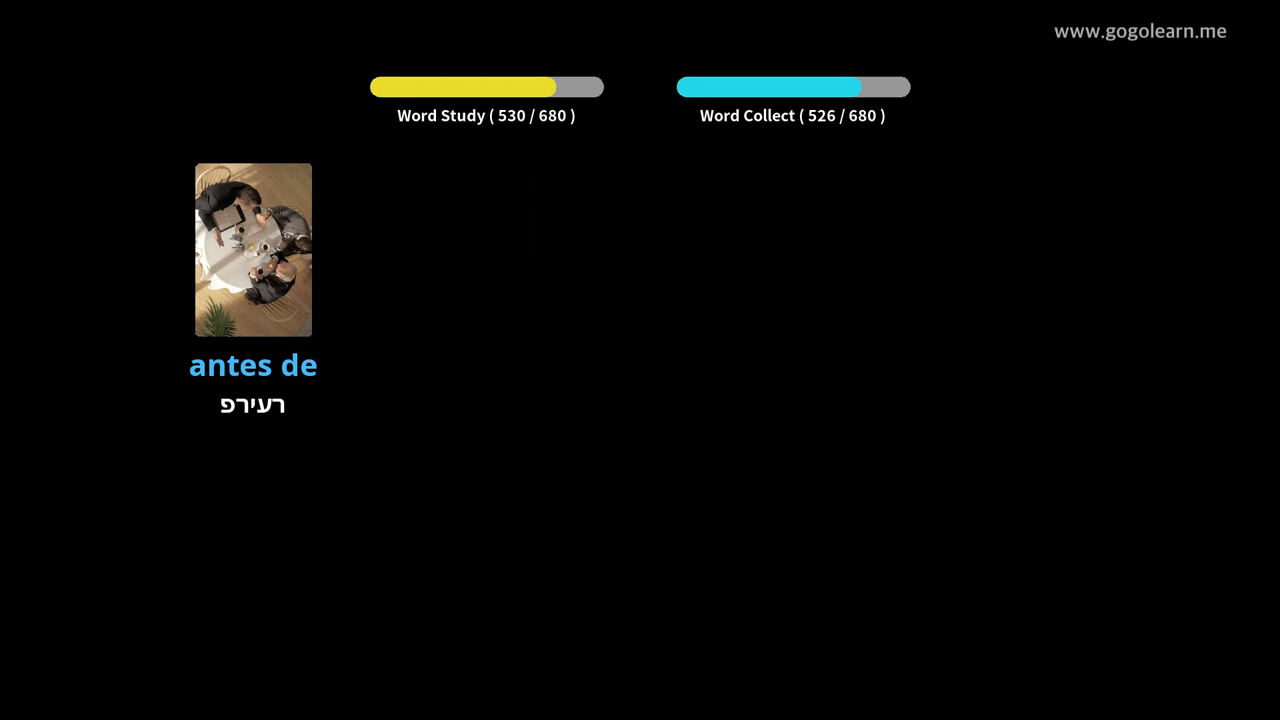 www.gogolearn.me
Word Study ( 530 / 680 )
Word Collect ( 526 / 680 )
antes de
רעירפ